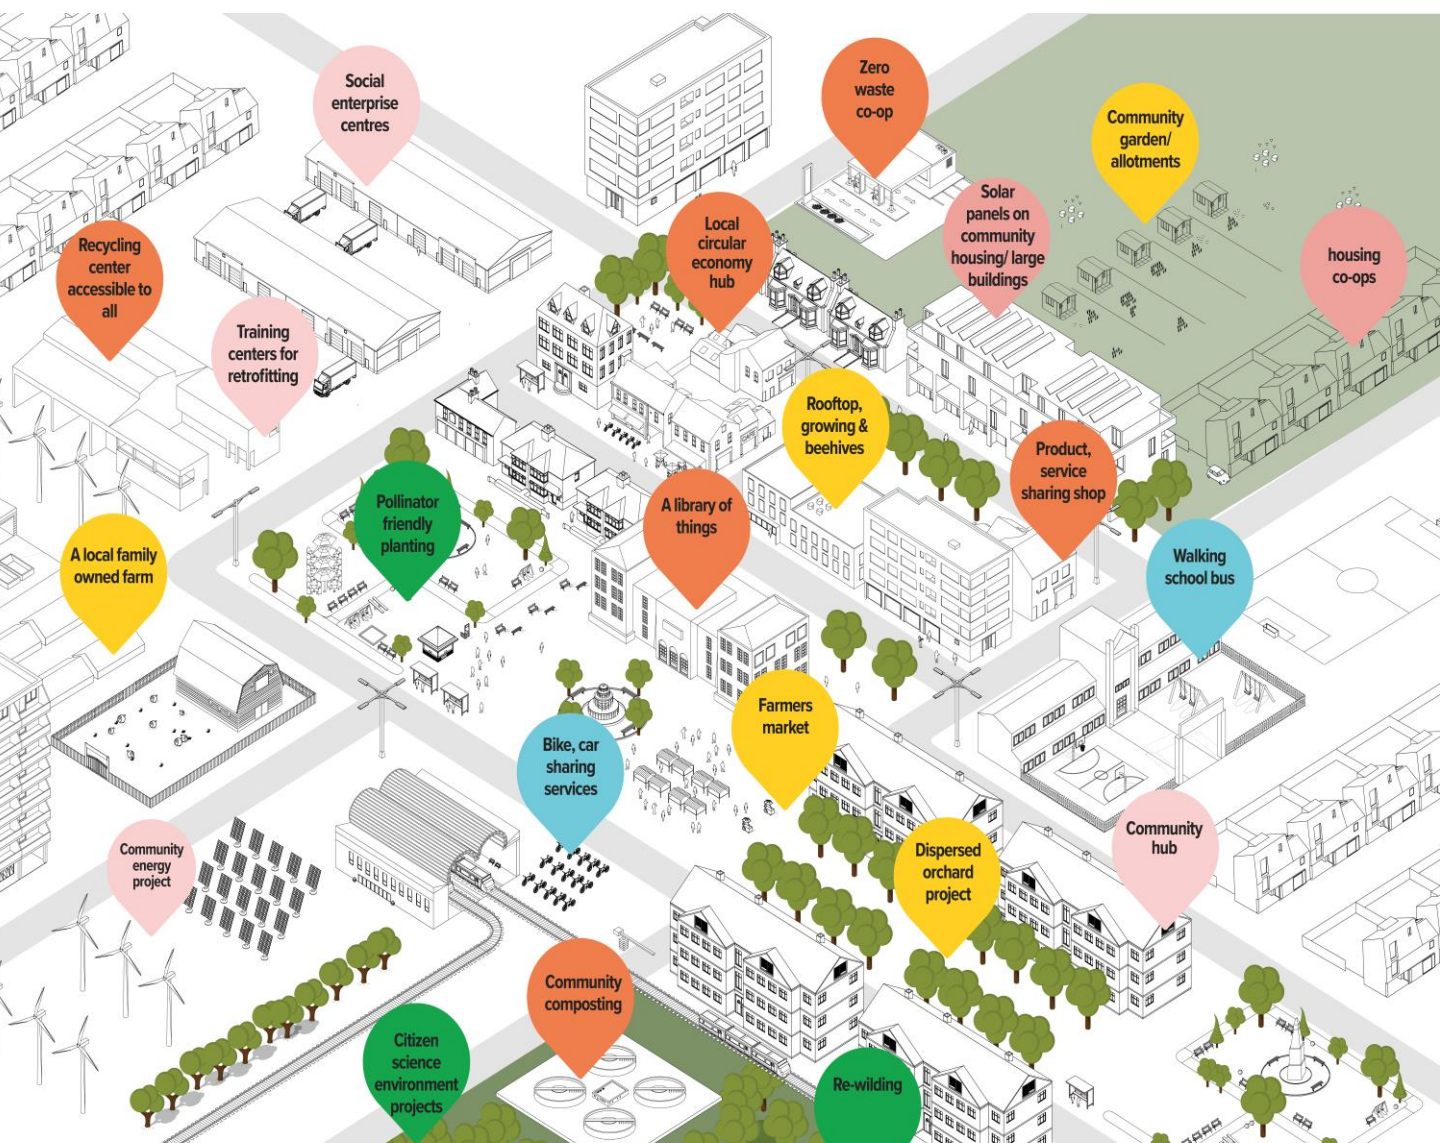 Social
enterprise
centres
Zero
waste
co-op
Community
garden/
allotments
Solar
panels on
community
housing/ large
buildings
Local
circular
economy
hub
housing
co-ops
Recycling
center
accessible to
all
Training
centers for
retrofitting
Rooftop,
growing &
beehives
Product,
service
sharing shop
Pollinator
friendly
planting
A library of
things
A local family
owned farm
Walking
school bus
Farmers
market
Bike, car
sharing
services
Community
energy
project
Dispersed
orchard
project
Community
hub
Community
composting
Citizen
science
environment
projects
Re-wilding